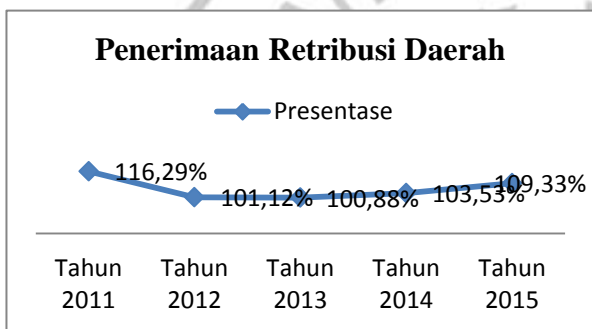 Penerimaan Retribusi Daerah
Presentase
116,29%
101,12%
100,88%
103,53%
109,33%
Tahun 2011
Tahun 2012
Tahun 2013
Tahun 2014
Tahun 2015